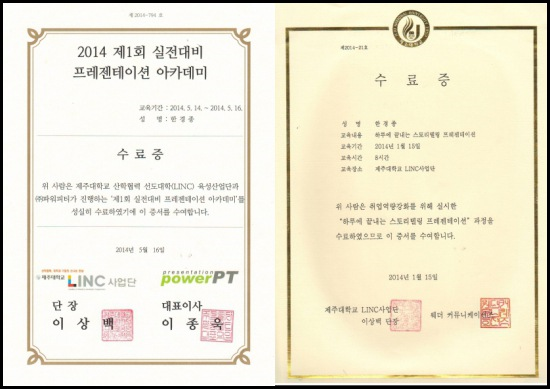 제2014-704 호
2014 제1회 실전대비
프레젠테이션 아카데미
교육기간 : 2014. 5. 14. ~ 2014. 5. 16.
성 명 : 한 경 종
수 료 증
위 사람은 제주대학교 산학협력 선도대학(LINC) 육성산업단과
㈜파워피티가 진행하는 '제1회 실전대비 프레젠테이션 아카데미'를
성실히 수료하였기에 이 증서를 수여합니다.
2014년 5월 16일
제주대학교 LINC 사업단
presentation
powerPT
단 장
이 상 백
대표이사
이 종 욱
제2014-21호
수 료 증
성 명 한 경 종
교육내용 하루에 끝내는 스토리텔링 프레젠테이션
교육기간 2014년 1월 15일
교육시간 8시간
교육장소 제주대학교 LINC사업단
위 사람은 취업역량강화를 위해 실시한
"하루에 끝내는 스토리텔링 프레젠테이션" 과정을
수료하였으므로 이 증서를 수여합니다.
2014년 1월 15일
제주대학교 LINC사업단
이상백 단장
웨더 커뮤니케이션즈